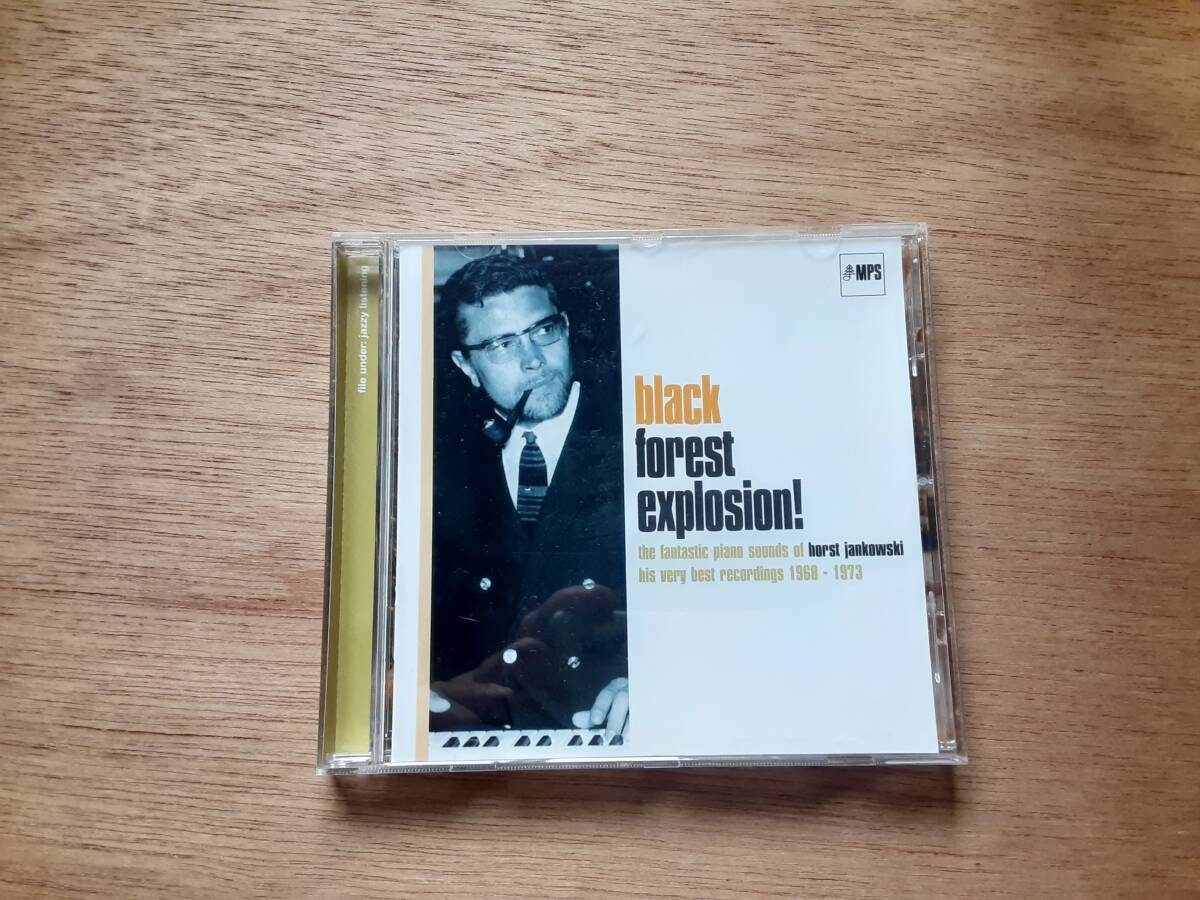 file under: jazzy listening
MPS
black
forest
explosion!
the fantastic piano sounds of horst jankowski
his very best recordings 1968 - 1973